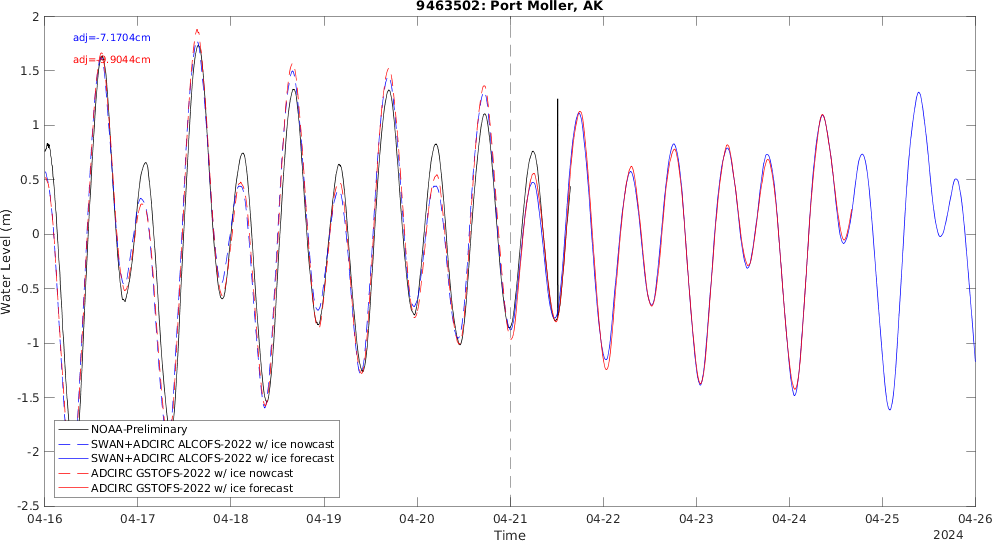 9463502: Port Moller, AK
adj=-7.1704cm
adj=-9.9044cm
2
1.5
1
0.5
0
-0.5
-1
-1.5
-2
-2.5
Water Level (m)
NOAA-Preliminary
SWAN+ADCIRC ALCOFS-2022 w/ ice nowcast
SWAN+ADCIRC ALCOFS-2022 w/ ice forecast
ADCIRC GSTOFS-2022 w/ ice nowcast
ADCIRC GSTOFS-2022 w/ ice forecast
04-16 04-17 04-18 04-19 04-20 04-21 04-22 04-23 04-24 04-25 04-26
Time
2024